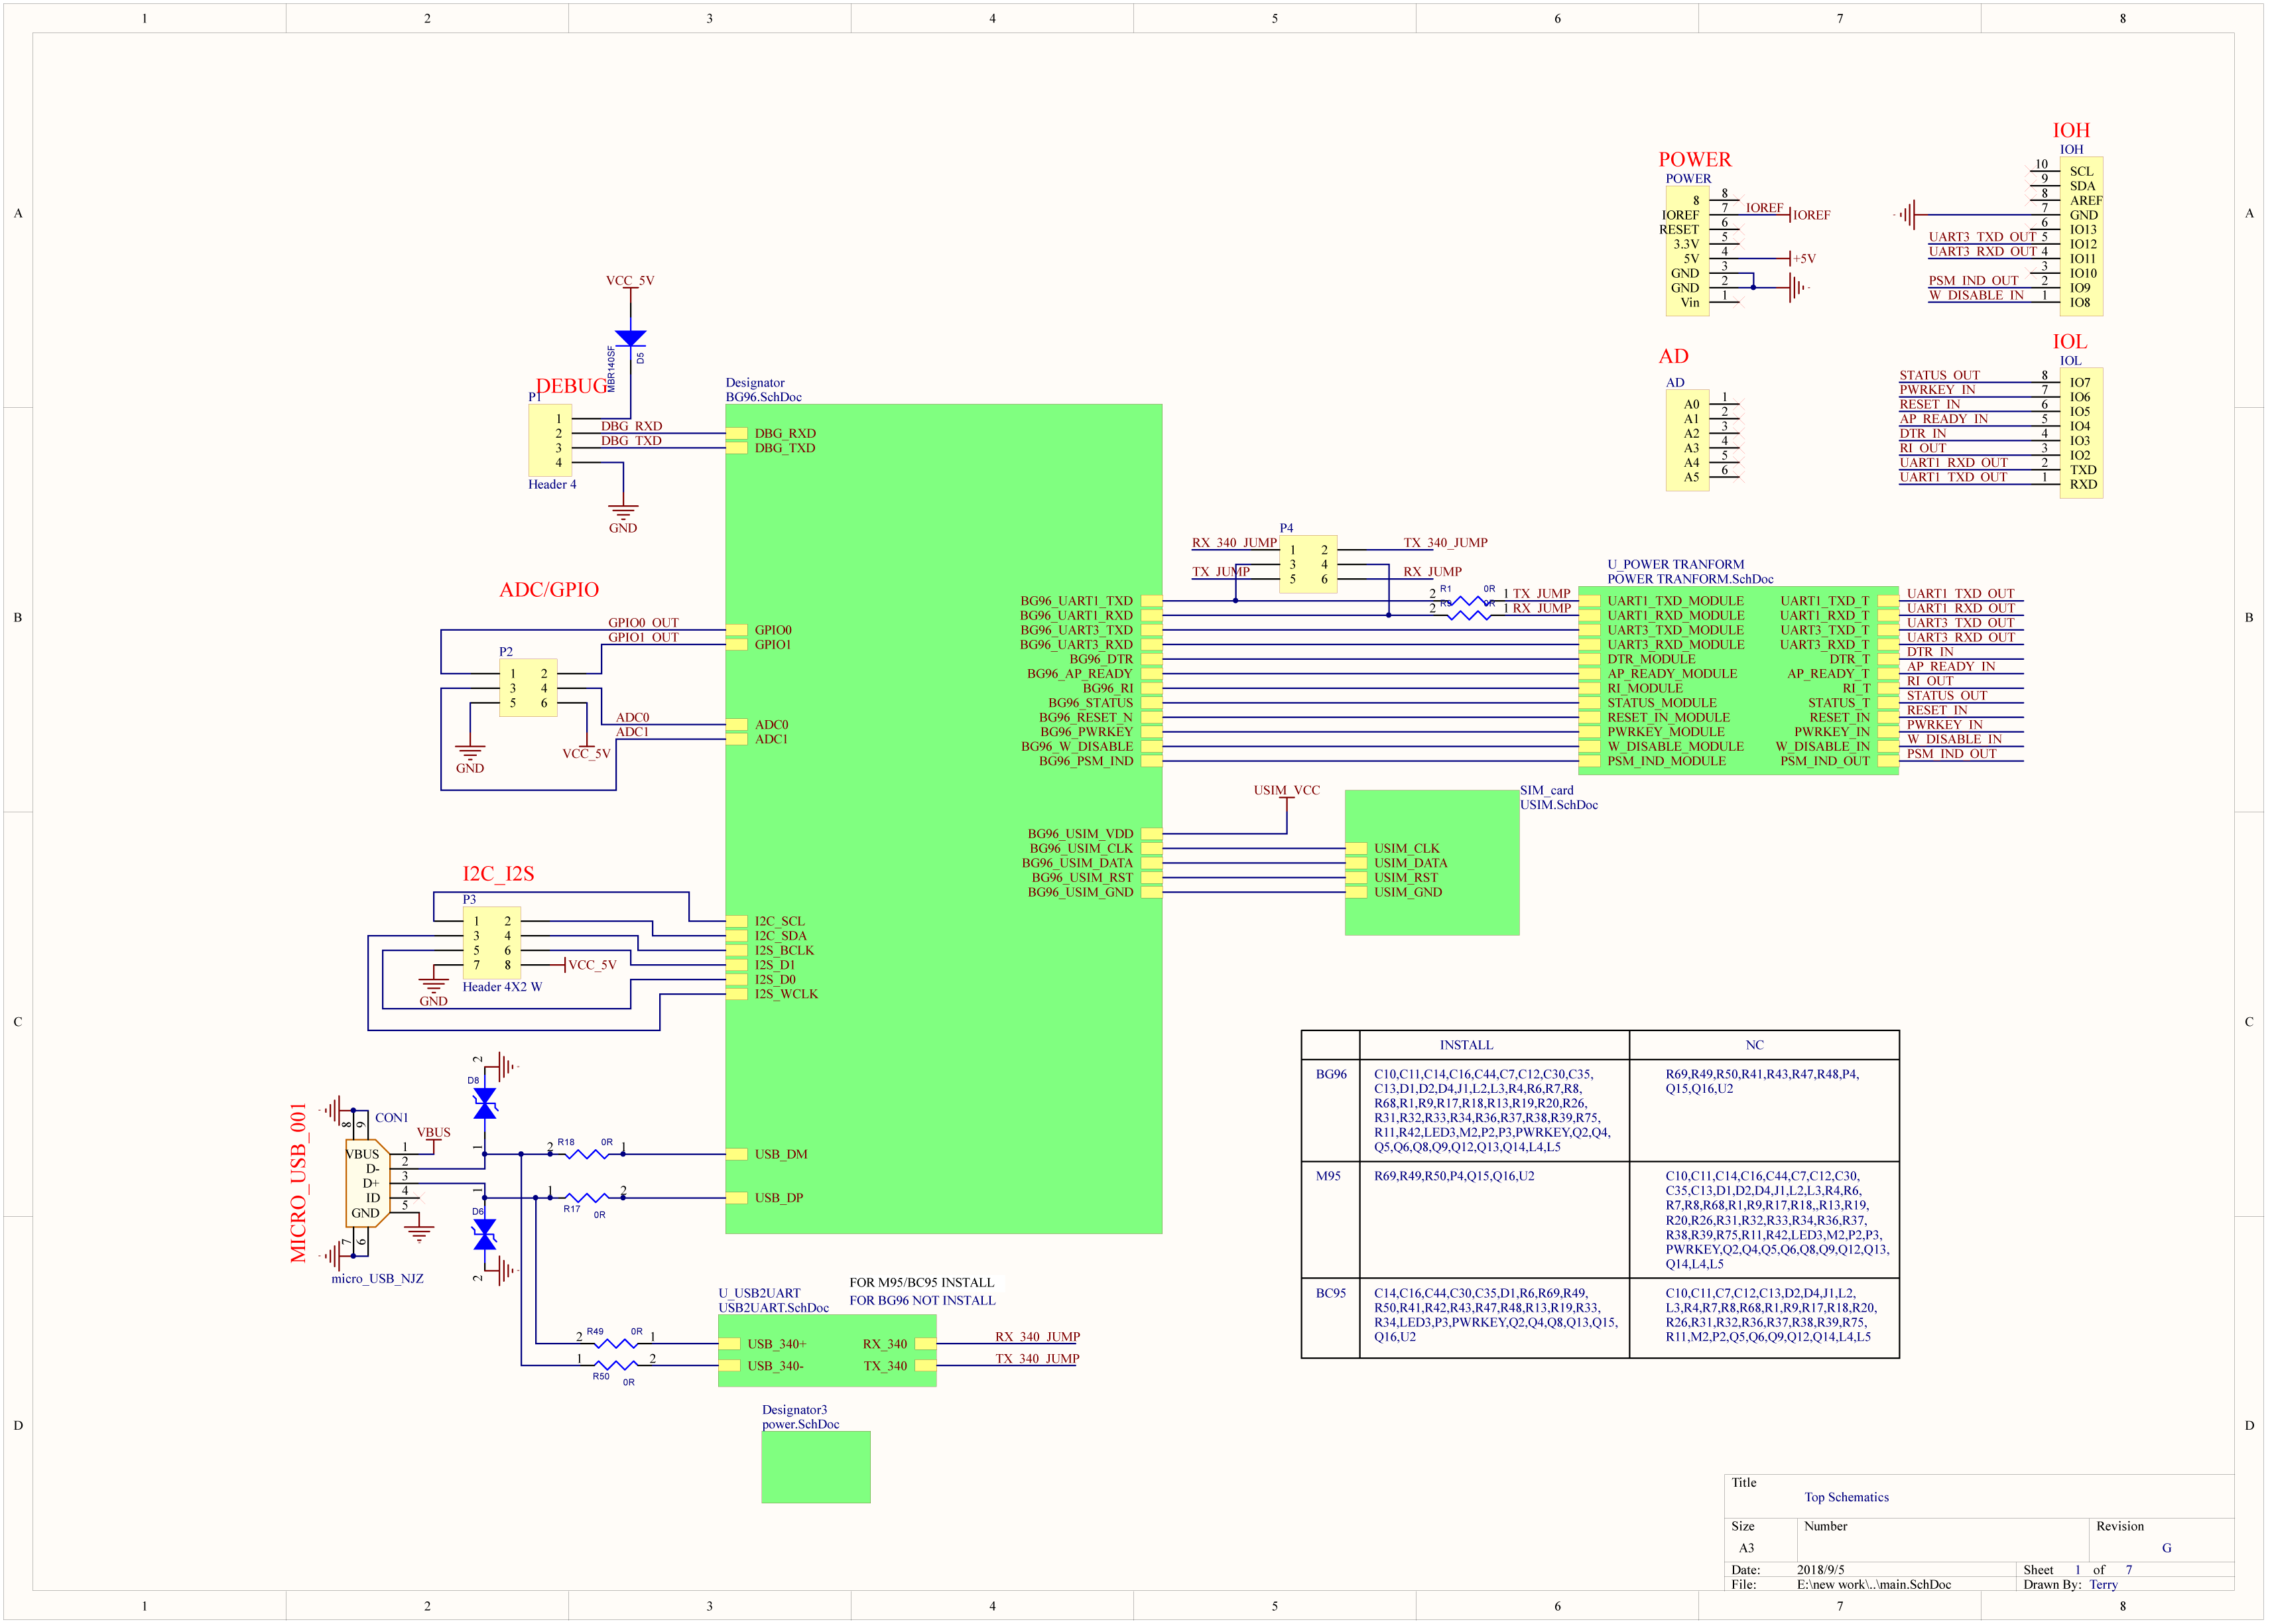 1 2 3 4 5 6 7 8
A A
B B
C C
D D
POWER
POWER
8 8
IOREF 7 IOREF IOREF
RESET 6
3.3V 5
5V 4 +5V
GND 3
GND 2
Vin 1
IOH
IOH
10 SCL
9 SDA
8 AREF
7 GND
6 IO13
UART3_TXD_OUT 5 IO12
UART3_RXD_OUT 4 IO11
3 IO10
PSM_IND_OUT 2 IO9
W_DISABLE_IN 1 IO8
AD
AD
A0 1
A1 2
A2 3
A3 4
A4 5
A5 6
IOL
IOL
STATUS_OUT 8 IO7
PWRKEY_IN 7 IO6
RESET_IN 6 IO5
AP_READY_IN 5 IO4
DTR_IN 4 IO3
RI_OUT 3 IO2
UART1_RXD_OUT 2 TXD
UART1_TXD_OUT 1 RXD
VCC_5V
MBR140SF
D5
DEBUG
P1
1
2 DBG_RXD
3 DBG_TXD
4
Header 4
GND
Designator
BG96.SchDoc
DBG_RXD
DBG_TXD
ADC/GPIO
GPIO0_OUT
GPIO1_OUT
GPIO0
GPIO1
P2
1 2
3 4
5 6
GND
VCC_5V
ADC0
ADC1
ADC0
ADC1
I2C_I2S
P3
1 2
3 4
5 6
7 8
VCC_5V
GND
Header 4X2 W
I2C_SCL
I2C_SDA
I2S_BCLK
I2S_D1
I2S_D0
I2S_WCLK
BG96_UART1_TXD
BG96_UART1_RXD
BG96_UART3_TXD
BG96_UART3_RXD
BG96_DTR
BG96_AP_READY
BG96_RI
BG96_STATUS
BG96_RESET_N
BG96_PWRKEY
BG96_W_DISABLE
BG96_PSM_IND
BG96_USIM_VDD
BG96_USIM_CLK
BG96_USIM_DATA
BG96_USIM_RST
BG96_USIM_GND
P4
RX_340_JUMP 1 2 TX_340_JUMP
3 4
TX_JUMP 5 6 RX_JUMP
2 R1 0R 1 TX_JUMP
2 0R 1 RX_JUMP
U_POWER TRANFORM
POWER TRANFORM.SchDoc
UART1_TXD_MODULE UART1_TXD_T UART1_TXD_OUT
UART1_RXD_MODULE UART1_RXD_T UART1_RXD_OUT
UART3_TXD_MODULE UART3_TXD_T UART3_TXD_OUT
UART3_RXD_MODULE UART3_RXD_T UART3_RXD_OUT
DTR_MODULE DTR_T DTR_IN
AP_READY_MODULE AP_READY_T AP_READY_IN
RI_MODULE RI_T RI_OUT
STATUS_MODULE STATUS_T STATUS_OUT
RESET_IN_MODULE RESET_IN RESET_IN
PWRKEY_MODULE PWRKEY_IN PWRKEY_IN
W_DISABLE_MODULE W_DISABLE_IN W_DISABLE_IN
PSM_IND_MODULE PSM_IND_OUT PSM_IND_OUT
USIM_VCC
SIM_card
USIM.SchDoc
USIM_CLK
USIM_DATA
USIM_RST
USIM_GND
MICRO_USB_001
CON1
8 9
VBUS
VBUS 1
D- 2
D+ 3
ID 4
GND 5
7 6
micro_USB_NJZ
2
D8
1
1
D6
2
2 R18 0R 1
1 R17 0R 2
USB_DM
USB_DP
FOR M95/BC95 INSTALL
FOR BG96 NOT INSTALL
U_USB2UART
USB2UART.SchDoc
2 R49 0R 1
1 R50 0R 2
USB_340+ RX_340 RX_340_JUMP
USB_340- TX_340 TX_340_JUMP
Designator3
power.SchDoc
INSTALL NC
BG96
C10,C11,C14,C16,C44,C7,C12,C30,C35,
C13,D1,D2,D4,J1,L2,L3,R4,R6,R7,R8,
R68,R1,R9,R17,R18,R13,R19,R20,R26,
R31,R32,R33,R34,R36,R37,R38,R39,R75,
R11,R42,LED3,M2,P2,P3,PWRKEY,Q2,Q4,
Q5,Q6,Q8,Q9,Q12,Q13,Q14,L4,L5
R69,R49,R50,R41,R43,R47,R48,P4,
Q15,Q16,U2
M95
R69,R49,R50,P4,Q15,Q16,U2
C10,C11,C14,C16,C44,C7,C12,C30,
C35,C13,D1,D2,D4,J1,L2,L3,R4,R6,
R7,R8,R68,R1,R9,R17,R18,,R13,R19,
R20,R26,R31,R32,R33,R34,R36,R37,
R38,R39,R75,R11,R42,LED3,M2,P2,P3,
PWRKEY,Q2,Q4,Q5,Q6,Q8,Q9,Q12,Q13,
Q14,L4,L5
BC95
C14,C16,C44,C30,C35,D1,R6,R69,R49,
R50,R41,R42,R43,R47,R48,R13,R19,R33,
R34,LED3,P3,PWRKEY,Q2,Q4,Q8,Q13,Q15,
Q16,U2
C10,C11,C7,C12,C13,D2,D4,J1,L2,
L3,R4,R7,R8,R68,R1,R9,R17,R18,R20,
R26,R31,R32,R36,R37,R38,R39,R75,
R11,M2,P2,Q5,Q6,Q9,Q12,Q14,L4,L5
Title
Top Schematics
Size Number Revision
A3 G
Date: 2018/9/5 Sheet 1 of 7
File: E:\new work\..\main.SchDoc Drawn By: Terry
1 2 3 4 5 6 7 8